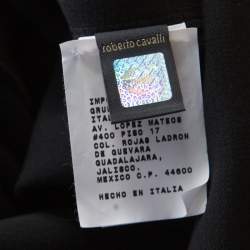 roberto cavalli
IMP
GRU
ITAL
AV. LOPEZ MATEOS
#400 PISO 17
COL. ROJAS LADRON
DE GUEVARA
GUADALAJARA,
JALISCO.
MEXICO C.P. 44600
HECHO EN ITALIA